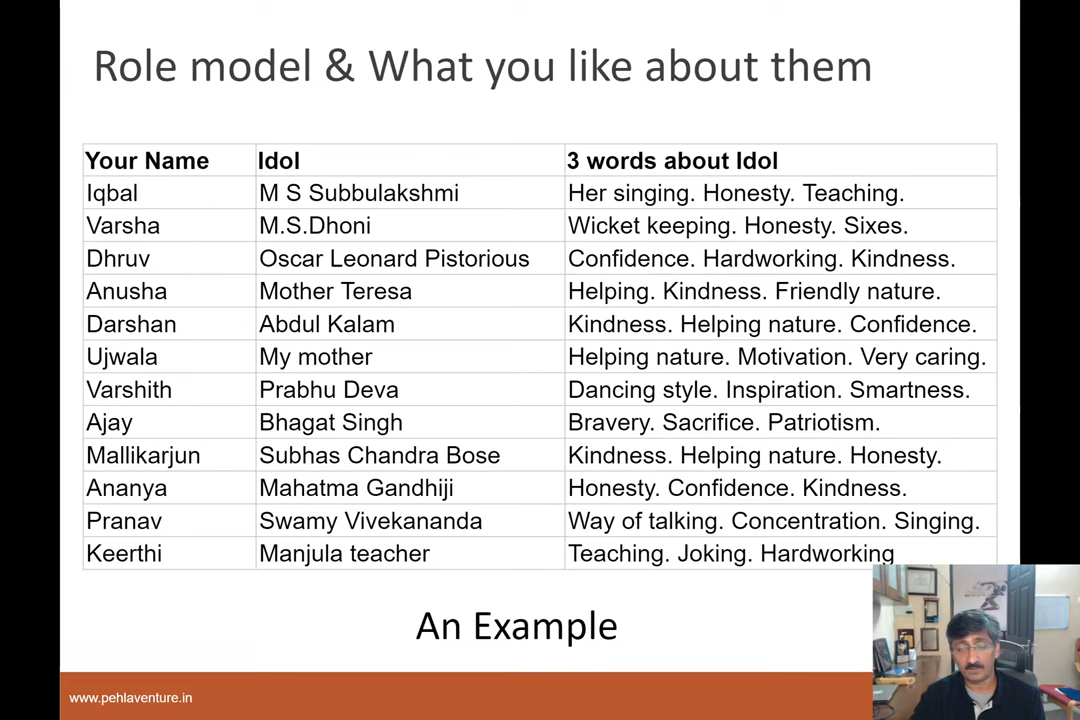 Role model & What you like about them
Your Name Idol 3 words about Idol
Iqbal M S Subbulakshmi Her singing. Honesty. Teaching.
Varsha M.S.Dhoni Wicket keeping. Honesty. Sixes.
Dhruv Oscar Leonard Pistorious Confidence. Hardworking. Kindness.
Anusha Mother Teresa Helping. Kindness. Friendly nature.
Darshan Abdul Kalam Kindness. Helping nature. Confidence.
Ujwala My mother Helping nature. Motivation. Very caring.
Varshith Prabhu Deva Dancing style. Inspiration. Smartness.
Ajay Bhagat Singh Bravery. Sacrifice. Patriotism.
Mallikarjun Subhas Chandra Bose Kindness. Helping nature. Honesty.
Ananya Mahatma Gandhiji Honesty. Confidence. Kindness.
Pranav Swamy Vivekananda Way of talking. Concentration. Singing.
Keerthi Manjula teacher Teaching. Joking. Hardworking
An Example
www.pehlaventure.in